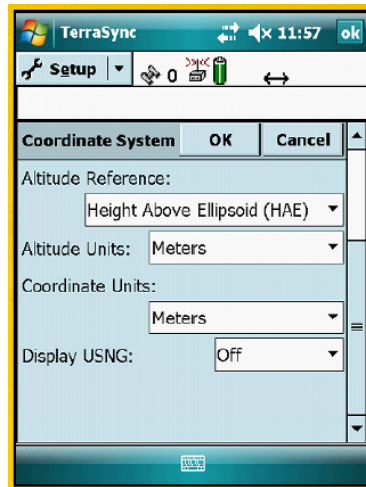 TerraSync 11:57 ok
Setup 0
Coordinate System OK Cancel
Altitude Reference:
Height Above Ellipsoid (HAE)
Altitude Units: Meters
Coordinate Units:
Meters
Display USNG: Off